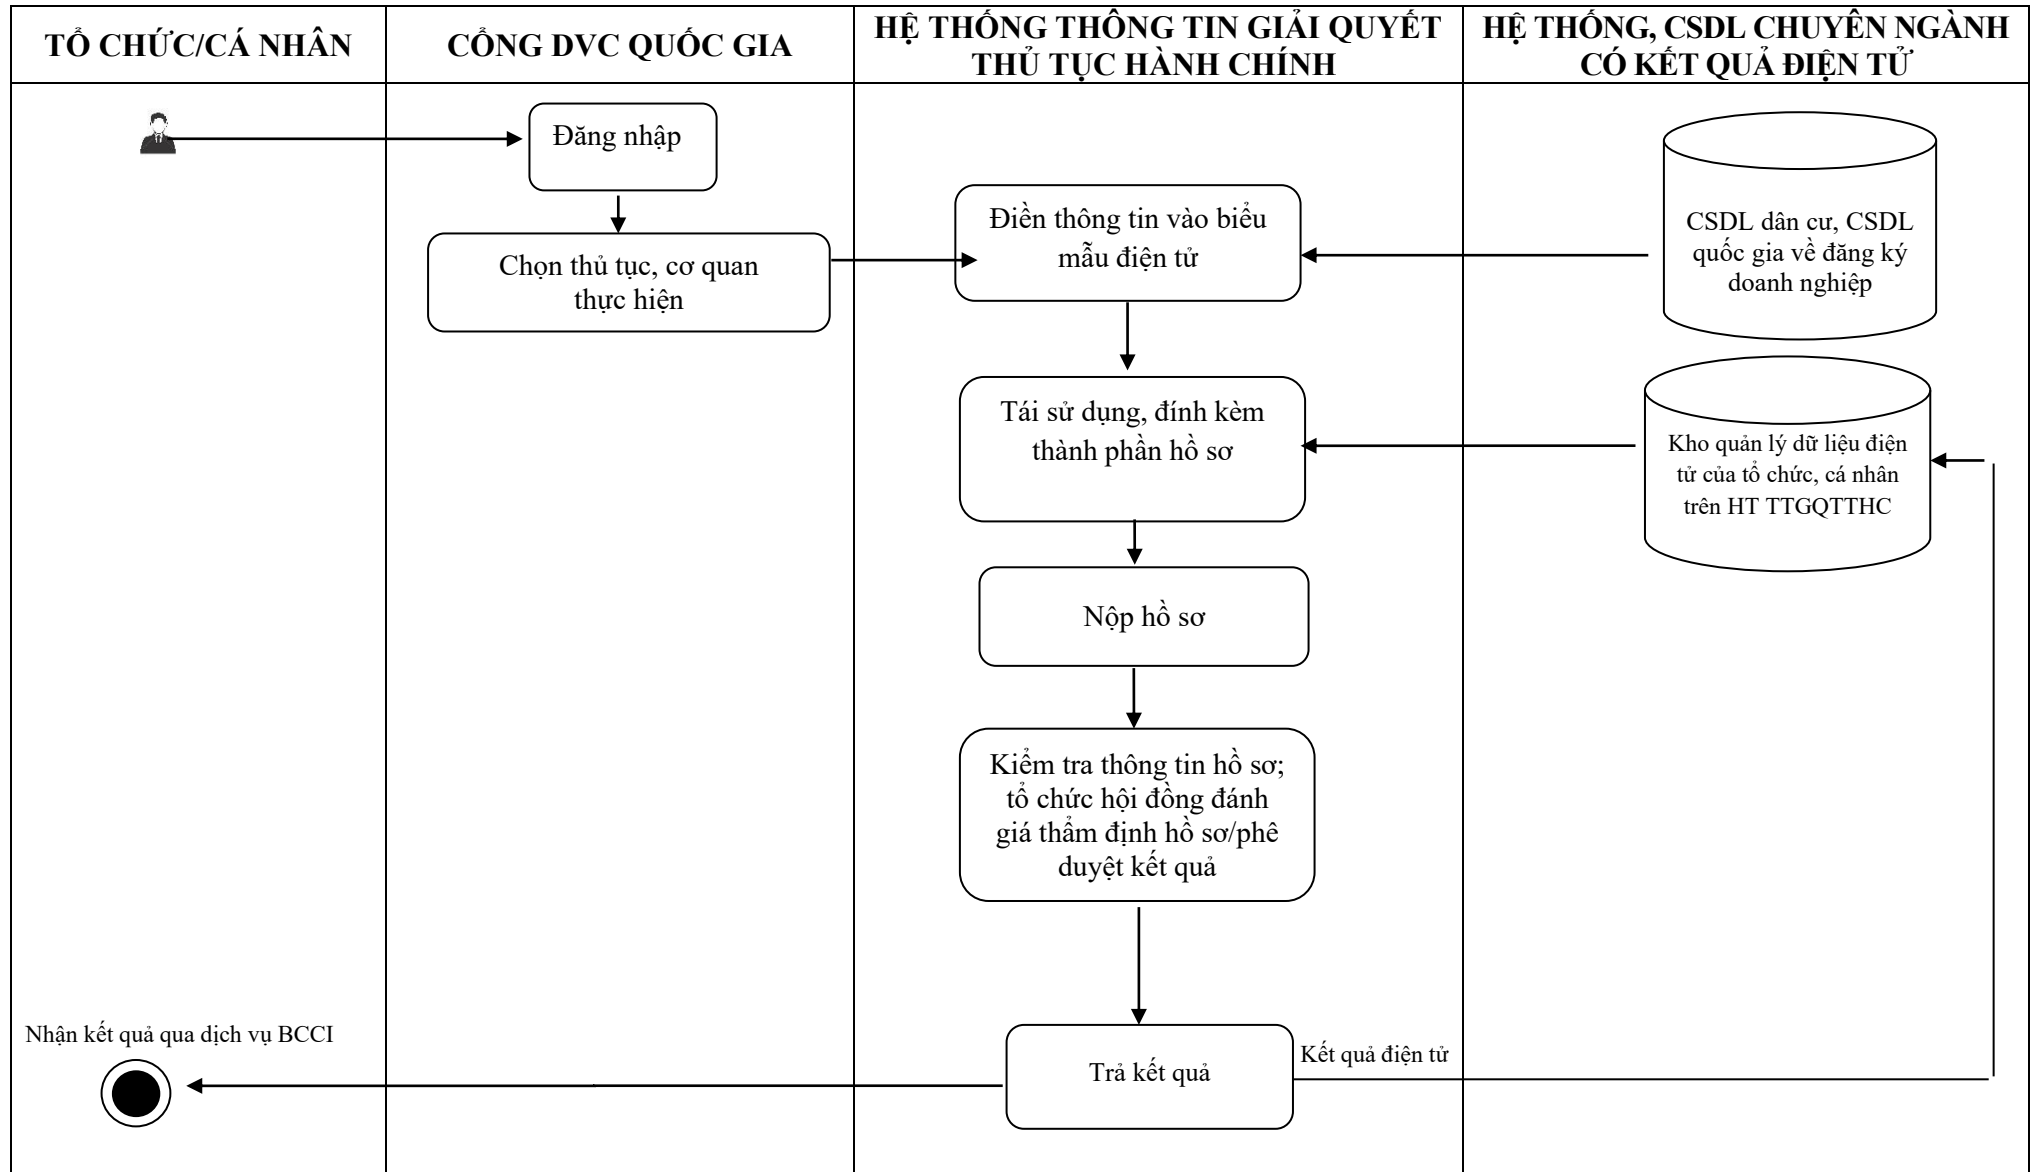 TỔ CHỨC/CÁ NHÂN
CỔNG DVC QUỐC GIA
HỆ THỐNG THÔNG TIN GIẢI QUYẾT
THỦ TỤC HÀNH CHÍNH
HỆ THỐNG, CSDL CHUYÊN NGÀNH
CÓ KẾT QUẢ ĐIỆN TỬ
Đăng nhập
Chọn thủ tục, cơ quan
thực hiện
Điền thông tin vào biểu
mẫu điện tử
CSDL dân cư, CSDL
quốc gia về đăng ký
doanh nghiệp
Tái sử dụng, đính kèm
thành phần hồ sơ
Kho quản lý dữ liệu điện
tử của tổ chức, cá nhân
trên HT TTGQTTHC
Nộp hồ sơ
Kiểm tra thông tin hồ sơ;
tổ chức hội đồng đánh
giá thẩm định hồ sơ/phê
duyệt kết quả
Nhận kết quả qua dịch vụ BCCI
Trả kết quả
Kết quả điện tử